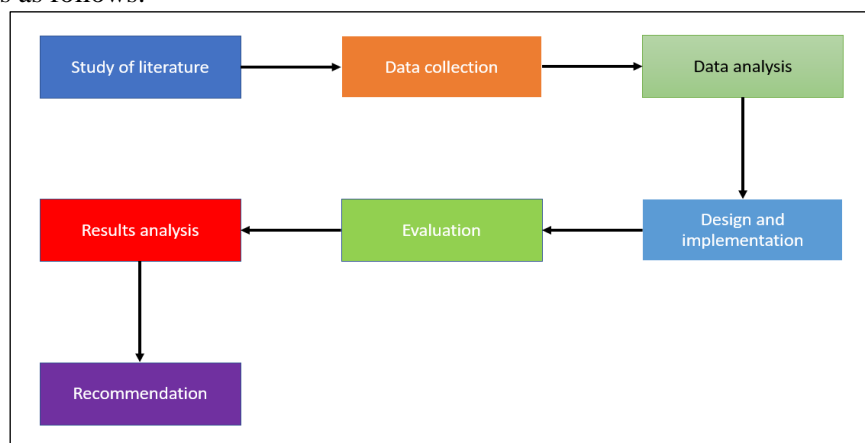 s as follows:
Study of literature
Data collection
Data analysis
Design and
implementation
Evaluation
Results analysis
Recommendation